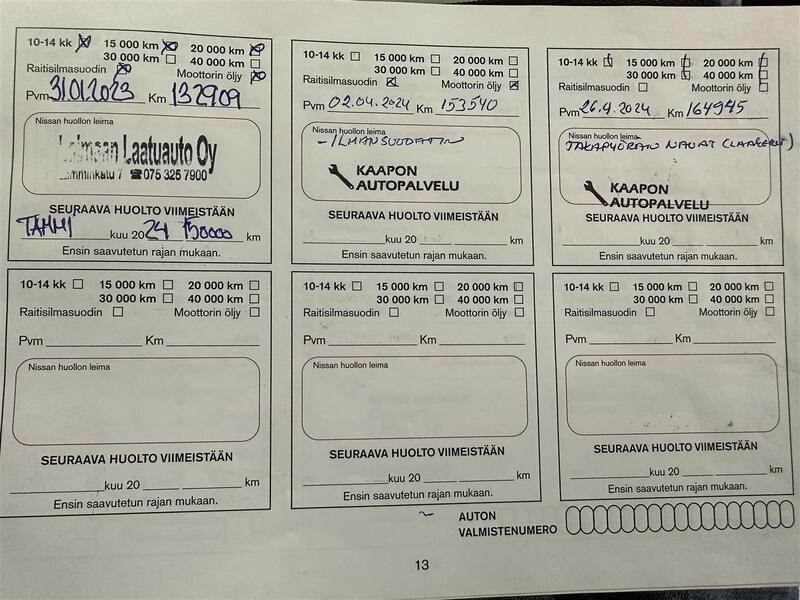 10-14 kk 15 000 km 20 000 km
30 000 km 40 000 km
Raitisilmasuodin Moottorin öljy
Pvm 31.01.2023 Km 132909
Nissan huollon leima
Laatuauto Oy
075 325 7900
SEURAAVA HUOLTO VIIMEISTÄÄN
TAMMI kuu 20 24 150000 km
Ensin saavutetun rajan mukaan.
10-14 kk 15 000 km 20 000 km
30 000 km 40 000 km
Raitisilmasuodin Moottorin öljy
Pvm 02.04.2024 Km 153540
Nissan huollon leima
- ILMANSUODATIN
KAAPON
AUTOPALVELU
SEURAAVA HUOLTO VIIMEISTÄÄN
kuu 20 km
Ensin saavutetun rajan mukaan.
10-14 kk 15 000 km 20 000 km
30 000 km 40 000 km
Raitisilmasuodin Moottorin öljy
Pvm 26.9.2024 Km 164945
Nissan huollon leima
TAKAPYÖRÄN NAVAT (LAAKERIT)
KAAPON
AUTOPALVELU
SEURAAVA HUOLTO VIIMEISTÄÄN
kuu 20 km
Ensin saavutetun rajan mukaan.
10-14 kk 15 000 km 20 000 km
30 000 km 40 000 km
Raitisilmasuodin Moottorin öljy
Pvm Km
Nissan huollon leima
SEURAAVA HUOLTO VIIMEISTÄÄN
kuu 20 km
Ensin saavutetun rajan mukaan.
10-14 kk 15 000 km 20 000 km
30 000 km 40 000 km
Raitisilmasuodin Moottorin öljy
Pvm Km
Nissan huollon leima
SEURAAVA HUOLTO VIIMEISTÄÄN
kuu 20 km
Ensin saavutetun rajan mukaan.
10-14 kk 15 000 km 20 000 km
30 000 km 40 000 km
Raitisilmasuodin Moottorin öljy
Pvm Km
Nissan huollon leima
SEURAAVA HUOLTO VIIMEISTÄÄN
kuu 20 km
Ensin saavutetun rajan mukaan.
AUTON
VALMISTENUMERO
13